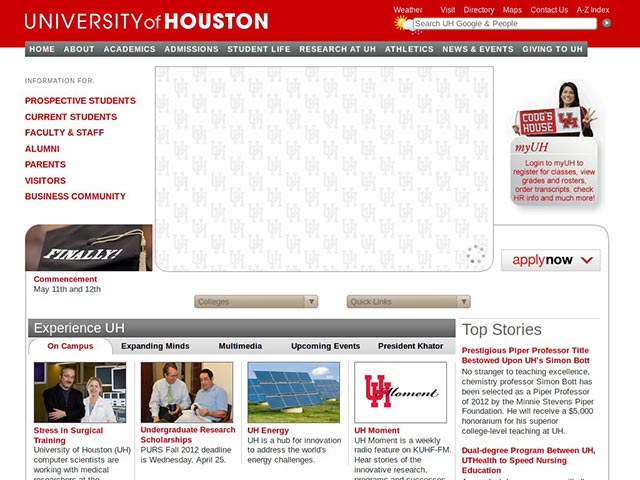 UNIVERSITYof HOUSTON
Weather
Visit Directory Maps Contact Us A-Z Index
Search UH Google & People
HOME ABOUT ACADEMICS ADMISSIONS STUDENT LIFE RESEARCH AT UH ATHLETICS NEWS & EVENTS GIVING TO UH
INFORMATION FOR:
PROSPECTIVE STUDENTS
CURRENT STUDENTS
FACULTY & STAFF
ALUMNI
PARENTS
VISITORS
BUSINESS COMMUNITY
COOG'S
HOUSE
myUH
Login to myUH to
register for classes, view
grades and rosters,
order transcripts, check
HR info and much more!
FINALLY!
Commencement
May 11th and 12th
applynow
Colleges
Quick Links
Experience UH
On Campus Expanding Minds Multimedia Upcoming Events President Khator
Stress in Surgical
Training
University of Houston (UH)
computer scientists are
working with medical
researchers at the
Undergraduate Research
Scholarships
PURS Fall 2012 deadline
is Wednesday, April 25.
UH Energy
UH is a hub for innovation
to address the world's
energy challenges.
UH Moment
UH Moment
UH Moment is a weekly
radio feature on KUHF-FM.
Hear stories of the
innovative research,
programs and successes
Top Stories
Prestigious Piper Professor Title
Bestowed Upon UH's Simon Bott
No stranger to teaching excellence,
chemistry professor Simon Bott has
been selected as a Piper Professor
of 2012 by the Minnie Stevens Piper
Foundation. He will receive a $5,000
honorarium for his superior
college-level teaching at UH.
Dual-degree Program Between UH,
UTHealth to Speed Nursing
Education